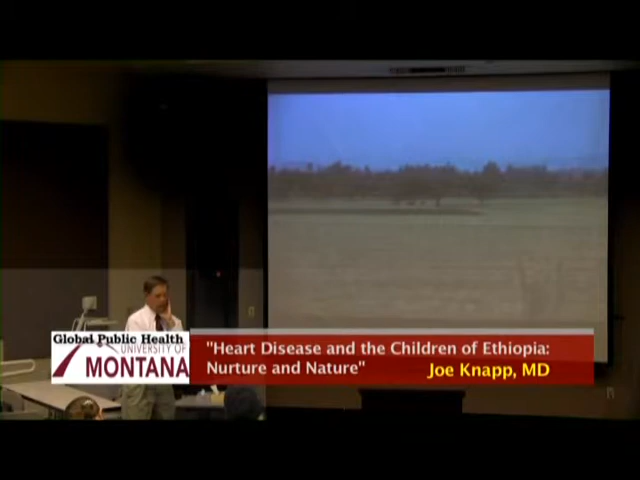 Global Public Health
UNIVERSITY OF
MONTANA
"Heart Disease and the Children of Ethiopia:
Nurture and Nature"
Joe Knapp, MD